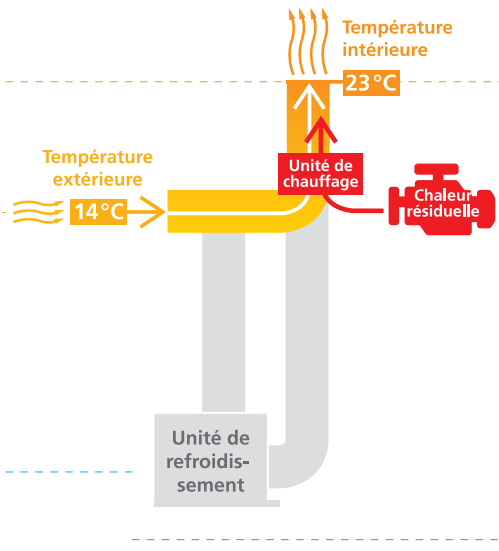 Température
intérieure
23 °C
Température
extérieure
14 °C
Unité de
chauffage
Chaleur
résiduelle
Unité de
refroidis-
sement